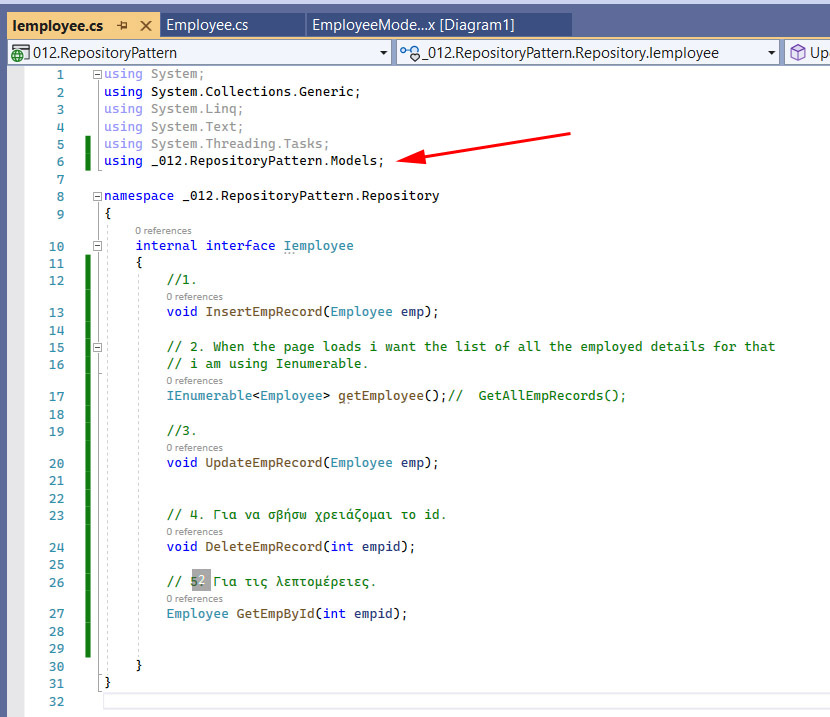 Iemployee.cs Employee.cs EmployeeMode...x [Diagram1]
012.RepositoryPattern _012.RepositoryPattern.Repository.Iemployee Up
1 using System;
2 using System.Collections.Generic;
3 using System.Linq;
4 using System.Text;
5 using System.Threading.Tasks;
6 using _012.RepositoryPattern.Models;
7
8 namespace _012.RepositoryPattern.Repository
9 {
0 references
10 internal interface Iemployee
11 {
12 //1.
0 references
13 void InsertEmpRecord(Employee emp);
14
15 // 2. When the page loads i want the list of all the employed details for that
16 // i am using Ienumerable.
0 references
17 IEnumerable<Employee> getEmployee();// GetAllEmpRecords();
18
19 //3.
0 references
20 void UpdateEmpRecord(Employee emp);
21
22
23 // 4. Για να σβήσω χρειάζομαι το id.
0 references
24 void DeleteEmpRecord(int empid);
25
26 // 5. Για τις λεπτομέρειες.
2
0 references
27 Employee GetEmpById(int empid);
28
29
30 }
31 }
32